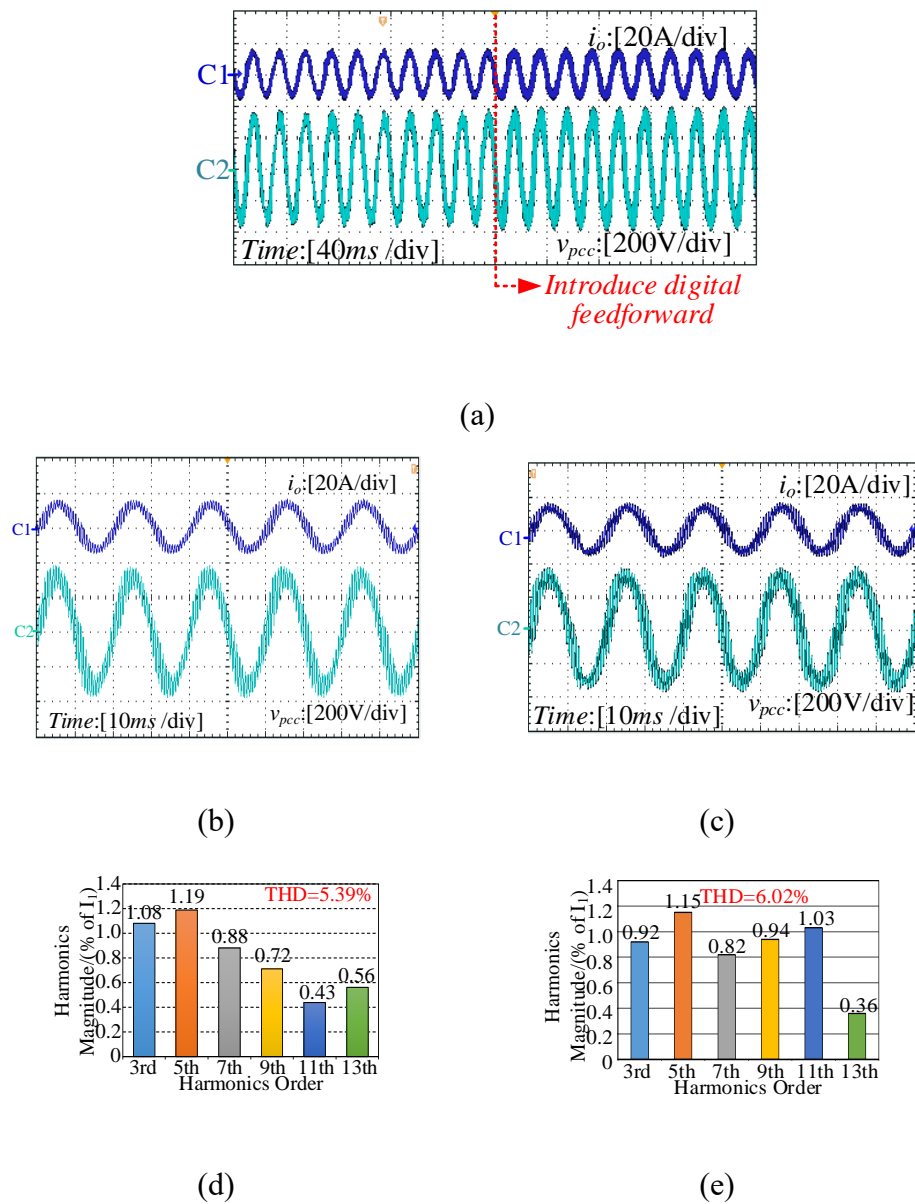 i_o:[20A/div]
C1
C2
Time:[40ms /div]
v_pcc:[200V/div]
Introduce digital
feedforward
(a)
i_o:[20A/div]
C1
C2
Time:[10ms /div]
v_pcc:[200V/div]
i_o:[20A/div]
C1
C2
Time:[10ms /div]
v_pcc:[200V/div]
(b)
(c)
Harmonics
Magnitude/(% of I₁)
1.4
1.2
1.0
0.8
0.6
0.4
0.2
0
THD=5.39%
1.08
1.19
0.88
0.72
0.43
0.56
3rd 5th 7th 9th 11th 13th
Harmonics Order
Harmonics
Magnitude/(% of I₁)
1.4
1.2
1.0
0.8
0.6
0.4
0.2
0
THD=6.02%
0.92
1.15
0.82
0.94
1.03
0.36
3rd 5th 7th 9th 11th 13th
Harmonics Order
(d)
(e)